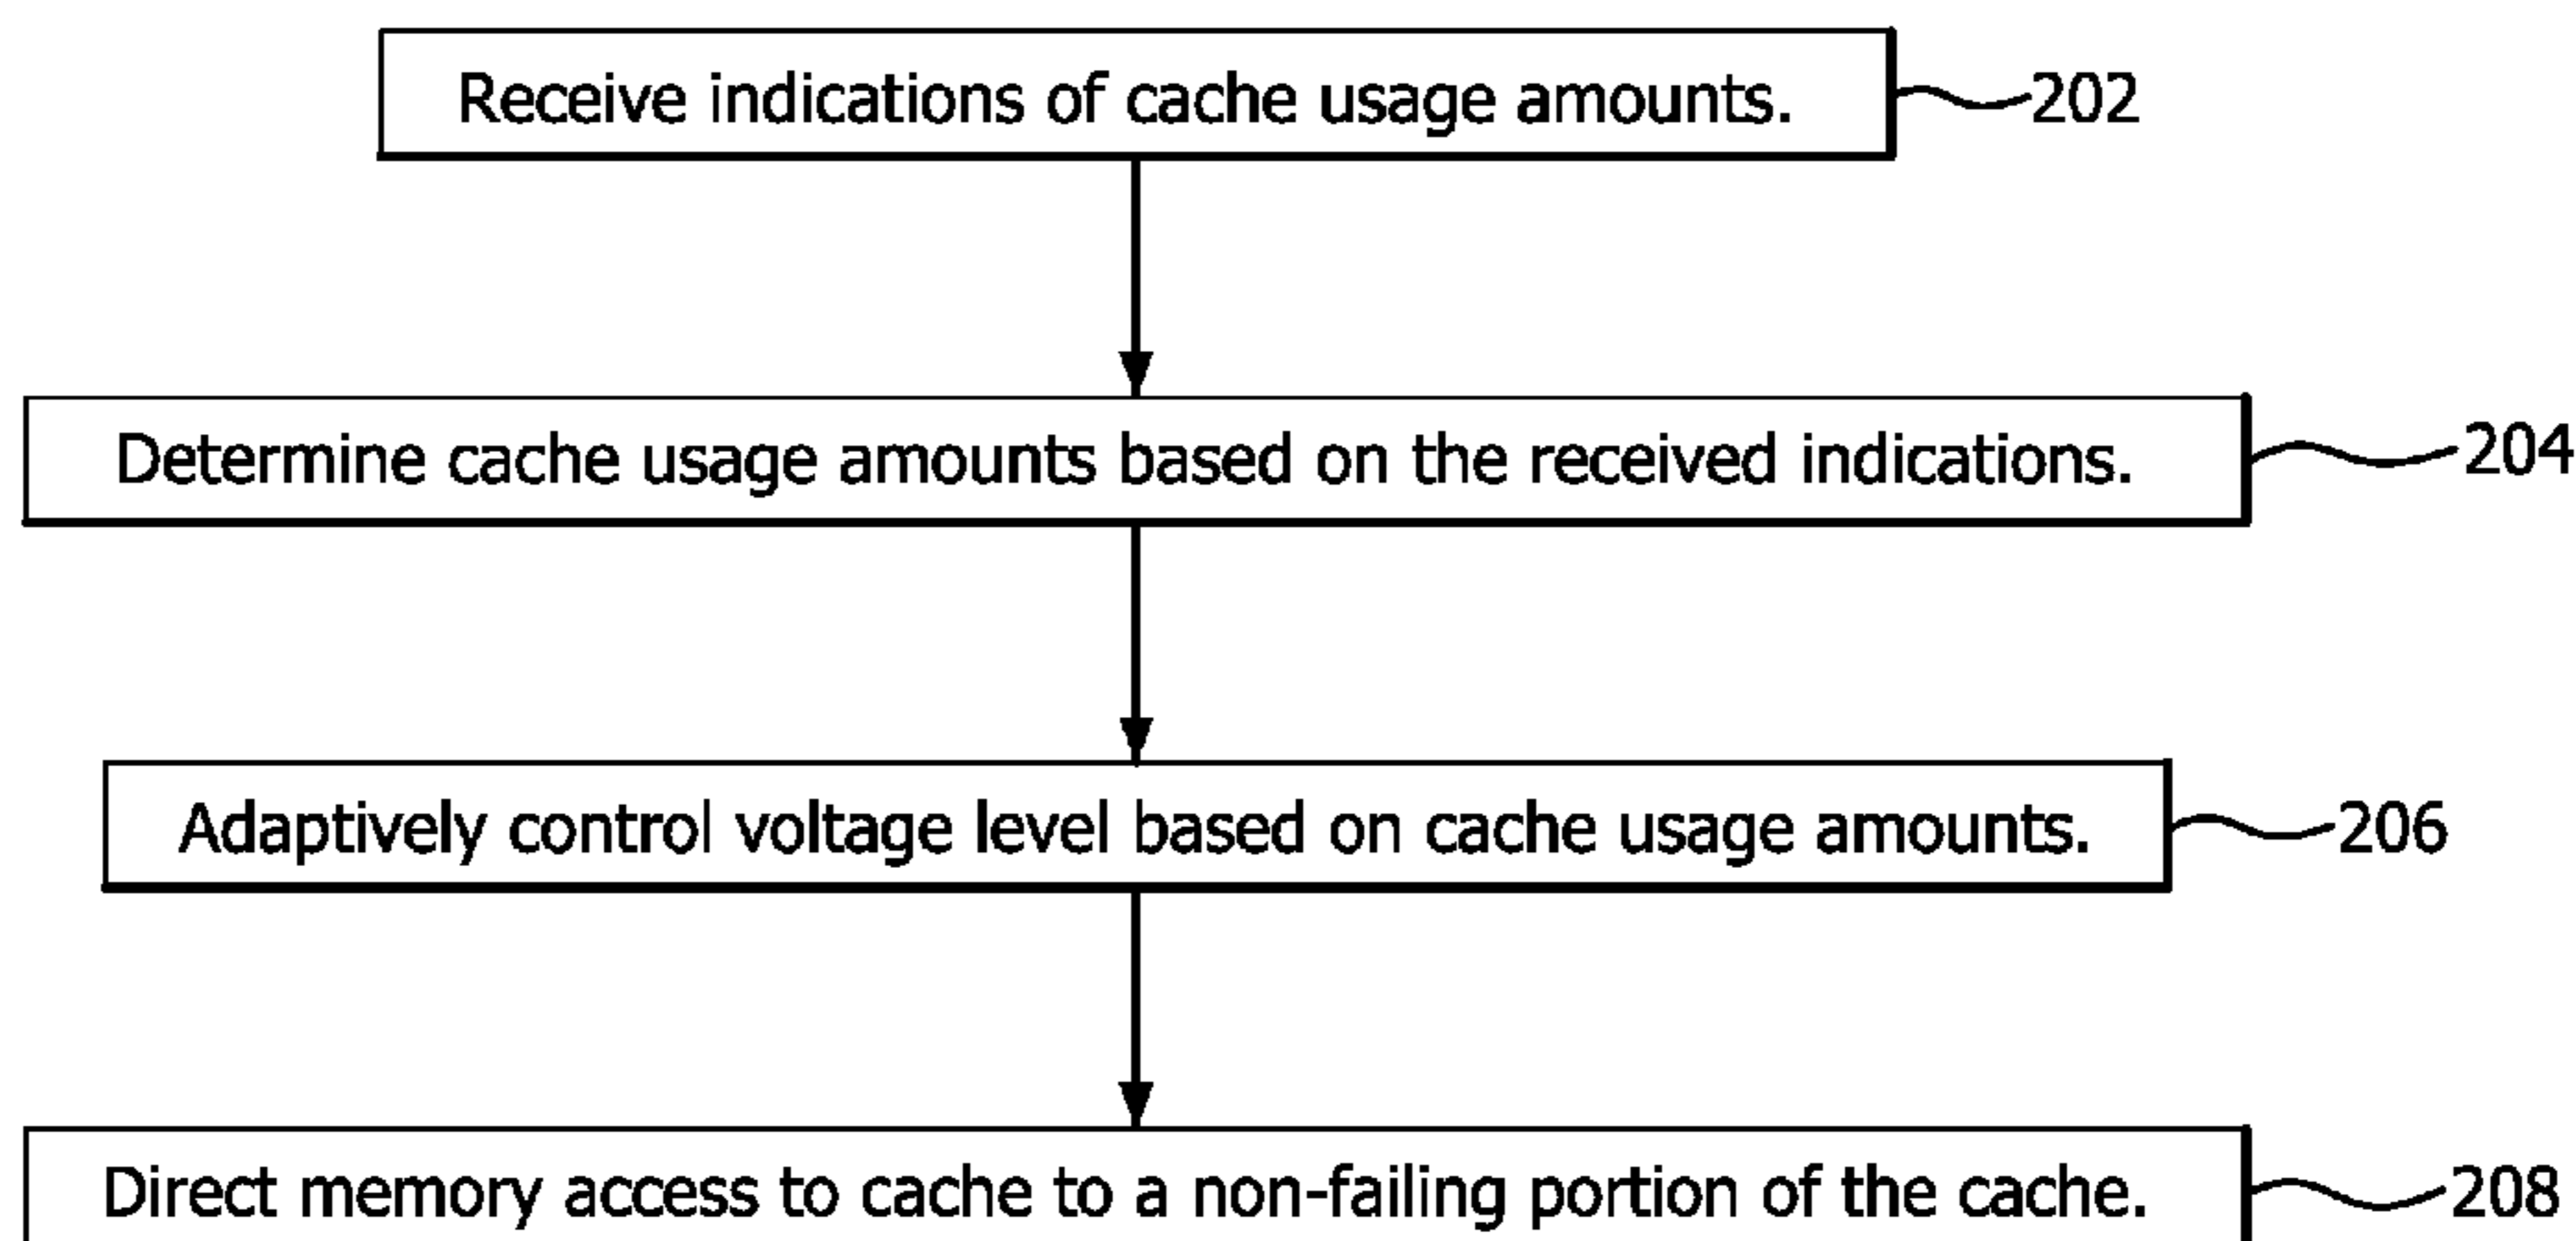 Receive indications of cache usage amounts. 202
Determine cache usage amounts based on the received indications. 204
Adaptively control voltage level based on cache usage amounts. 206
Direct memory access to cache to a non-failing portion of the cache. 208